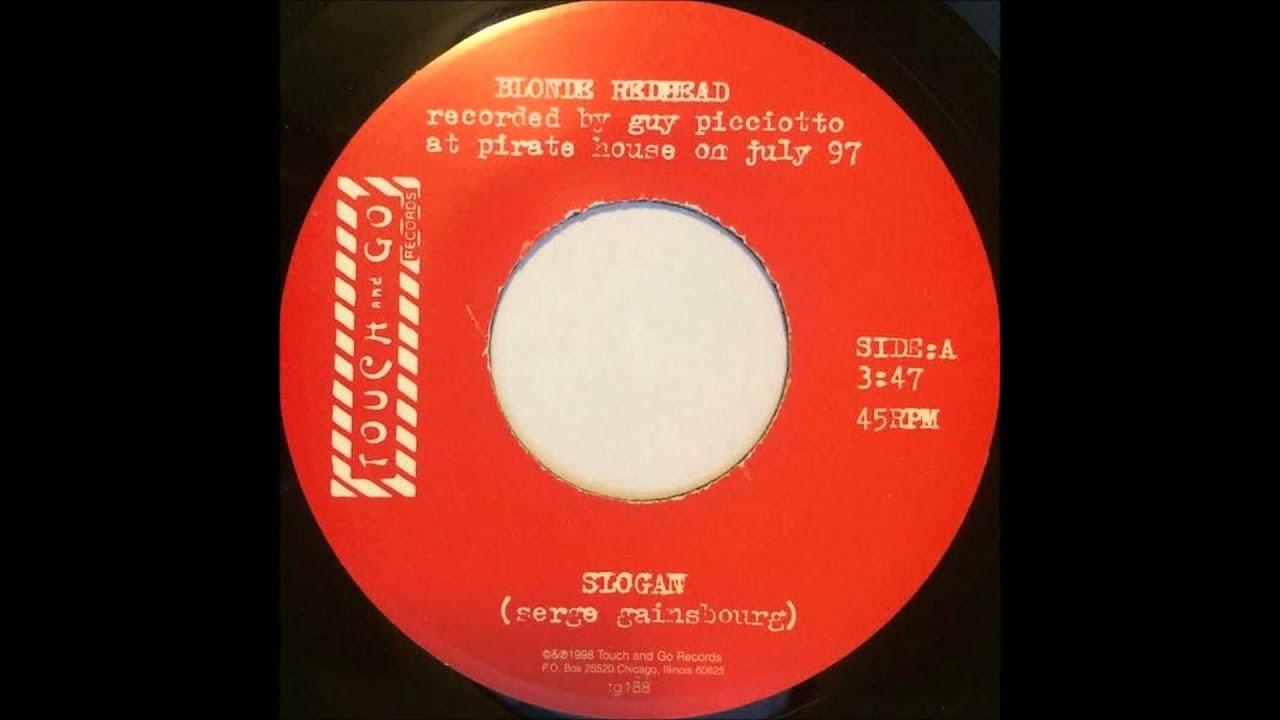 BLONDE REDHEAD
recorded by guy picciotto
at pirate house on july 97
TOUCH and GO
RECORDS
SIDE:A
3:47
45RPM
SLOGAN
(serge gainsbourg)
©&℗1998 Touch and Go Records
P.O. Box 25520 Chicago, Illinois 60625
tg188